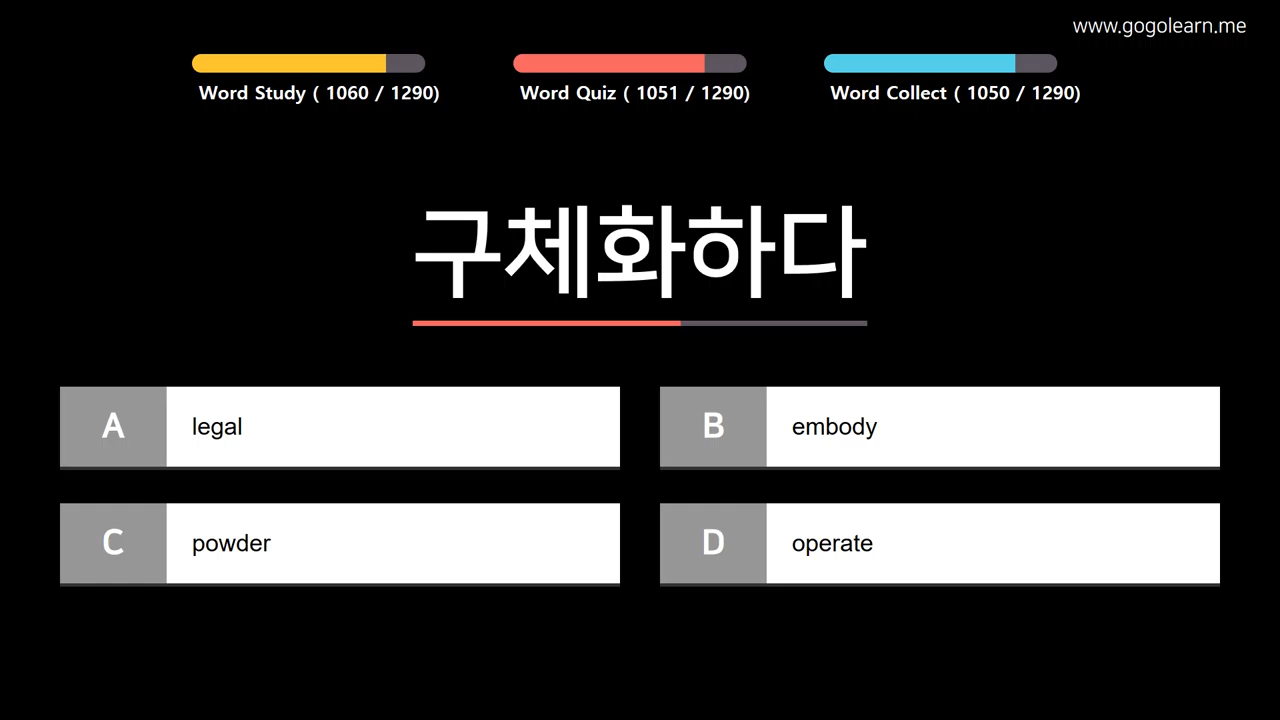 www.gogolearn.me
Word Study ( 1060 / 1290)
Word Quiz ( 1051 / 1290)
Word Collect ( 1050 / 1290)
구체화하다
A legal
B embody
C powder
D operate